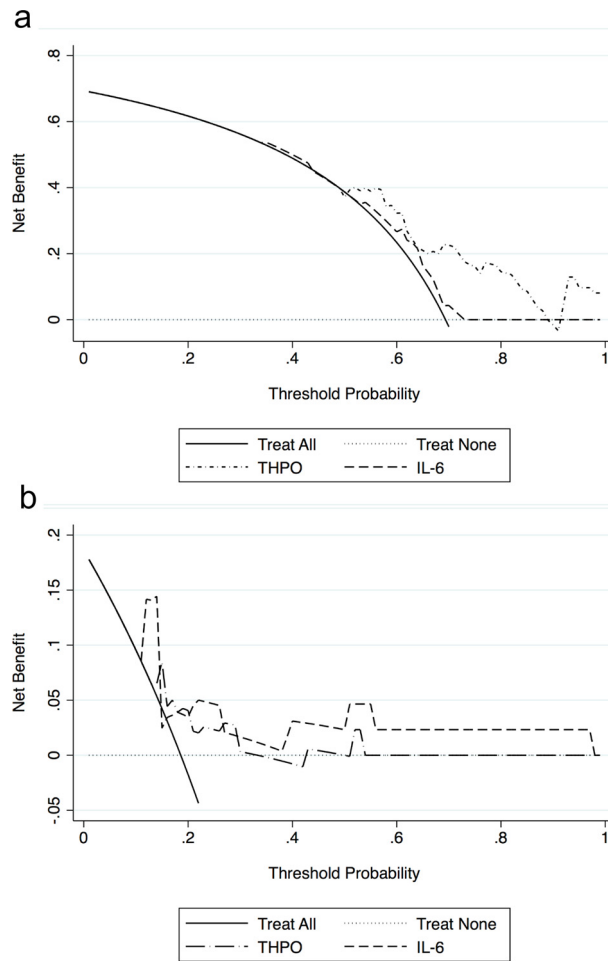 a
.8
.6
.4
.2
0
Net Benefit
0 .2 .4 .6 .8 1
Threshold Probability
Treat All Treat None
THPO IL-6
b
.2
.15
.1
.05
0
-.05
Net Benefit
0 .2 .4 .6 .8 1
Threshold Probability
Treat All Treat None
THPO IL-6